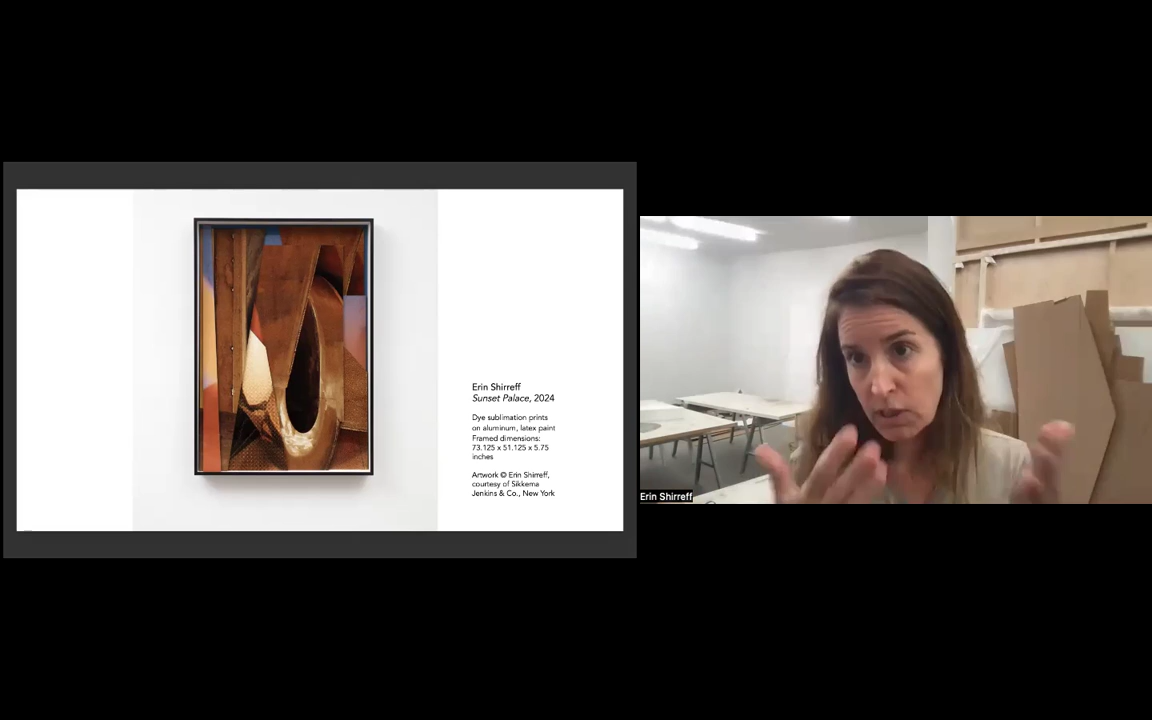 Erin Shirreff
Sunset Palace, 2024
Dye sublimation prints
on aluminum, latex paint
Framed dimensions:
73.125 x 51.125 x 5.75
inches
Artwork © Erin Shirreff,
courtesy of Sikkema
Jenkins & Co., New York
Erin Shirreff